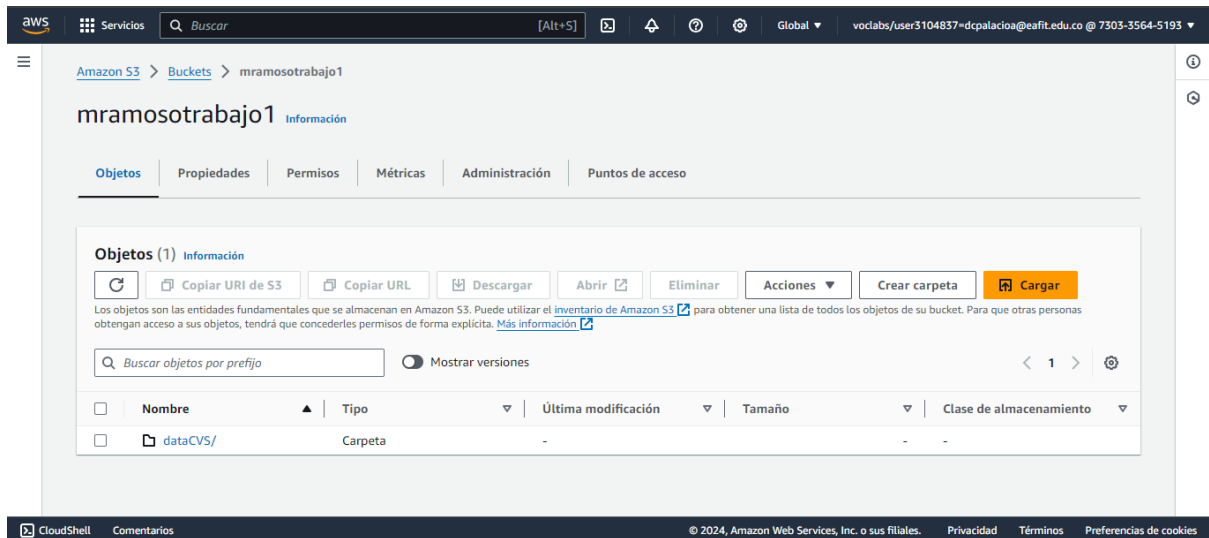 aws
Servicios
Buscar [Alt+S]
Global ▼
voclabs/user3104837=dcpalacioa@eafit.edu.co @ 7303-3564-5193 ▼
Amazon S3 > Buckets > mramosotrabajo1
mramosotrabajo1 Información
Objetos Propiedades Permisos Métricas Administración Puntos de acceso
Objetos (1) Información
Copiar URI de S3 Copiar URL Descargar Abrir Eliminar Acciones ▼ Crear carpeta Cargar
Los objetos son las entidades fundamentales que se almacenan en Amazon S3. Puede utilizar el inventario de Amazon S3 para obtener una lista de todos los objetos de su bucket. Para que otras personas
obtengan acceso a sus objetos, tendrá que concederles permisos de forma explícita. Más información
Buscar objetos por prefijo
Mostrar versiones
< 1 >
Nombre Tipo Última modificación Tamaño Clase de almacenamiento
dataCVS/ Carpeta - - -
CloudShell Comentarios © 2024, Amazon Web Services, Inc. o sus filiales. Privacidad Términos Preferencias de cookies